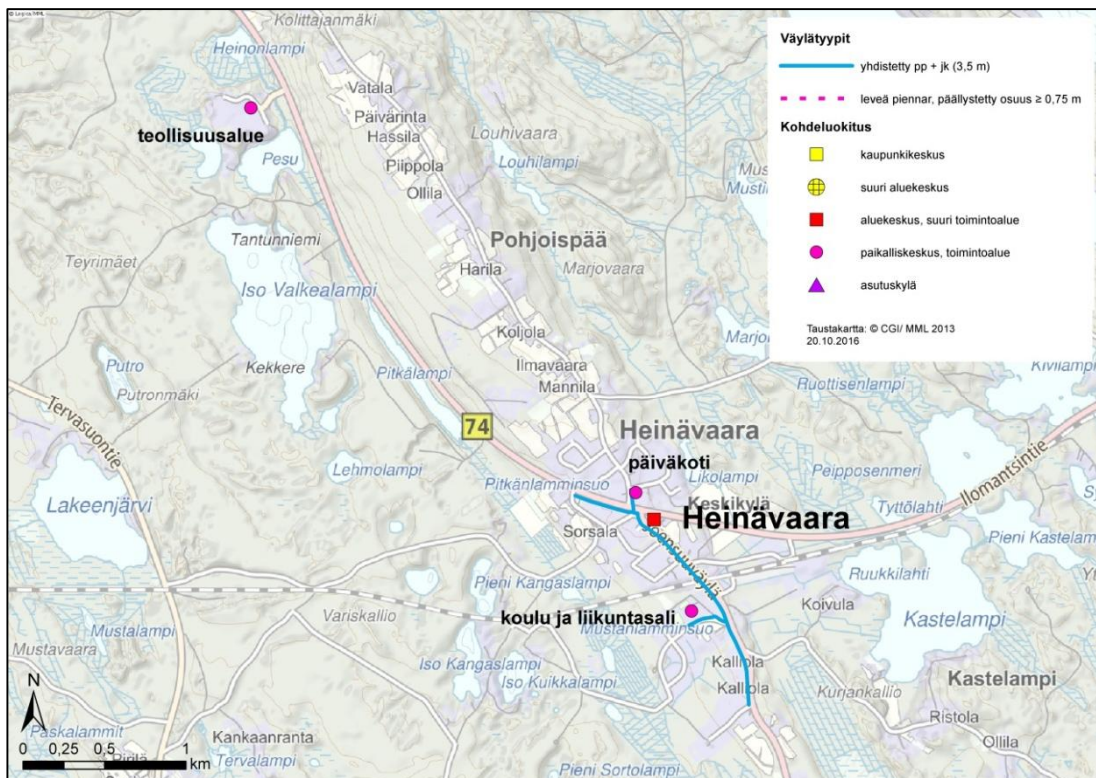 Kolittajanmäki
Heinonlampi
teollisuusalue
Pesu
Vatala
Päivärinta
Hassila
Piippola
Ollila
Louhivaara
Louhilampi
Pohjoispää
Tantunniemi
Teyrimäet
Iso Valkealampi
Harila
Marjovaara
Koljola
Kekkere
Putro
Putronmäki
Pitkälampi
Ilmavaara
Mannila
Ruottisenlampi
Kivilampi
Tervasuontie
74
Heinävaara
päiväkoti
Likolampi
Peipposenmeri
Ilomantsintie
Lehmolampi
Pitkänlamminsuo
Keskikylä
Tyttölahti
Lakeenjärvi
Sorsala
Heinävaara
Pieni Kangaslampi
Ruukkilahti
koulu ja liikuntasali
Mustanlamminsuo
Koivula
Kastelampi
Variskallio
Mustalampi
Mustavaara
Iso Kangaslampi
Iso Kuikkalampi
Kalliola
Kalliola
Kurjankallio
Kastelampi
Paskalammit
Kankaanranta
Tervalampi
Ristola
Ollila
Pieni Sortolampi
N
0 0,25 0,5 1
km
Väylätyypit
yhdistetty pp + jk (3,5 m)
leveä piennar, päällystetty osuus ≥ 0,75 m
Kohdeluokitus
kaupunkikeskus
suuri aluekeskus
aluekeskus, suuri toimintoalue
paikalliskeskus, toimintoalue
asutuskylä
Taustakartta: © CGI/ MML 2013
20.10.2016